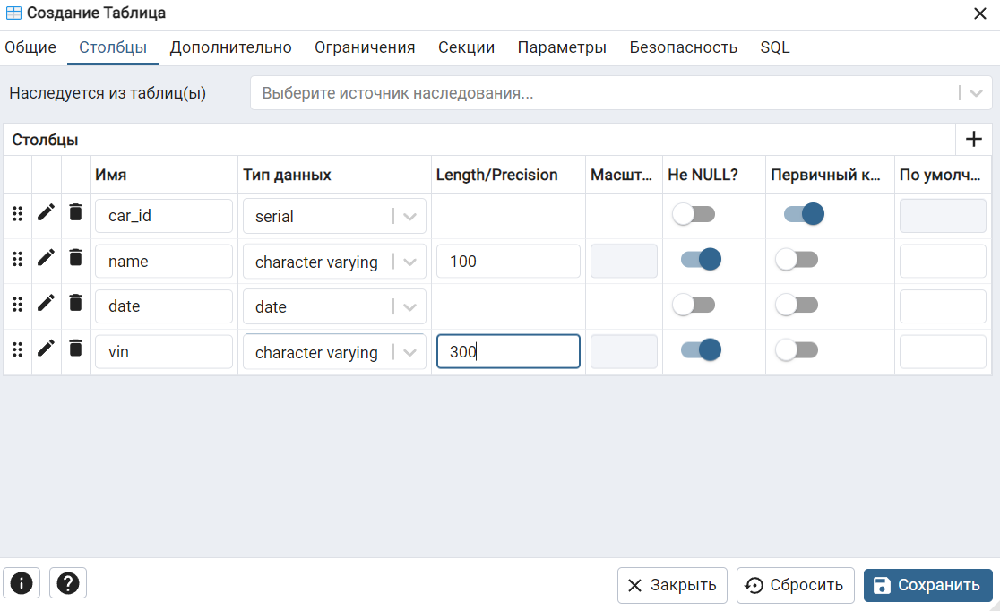 Создание Таблица
Общие Столбцы Дополнительно Ограничения Секции Параметры Безопасность SQL
Наследуется из таблиц(ы) Выберите источник наследования...
Столбцы
Имя Тип данных Length/Precision Масшт... Не NULL? Первичный к... По умолч...
car_id serial
name character varying 100
date date
vin character varying 300
Закрыть Сбросить Сохранить